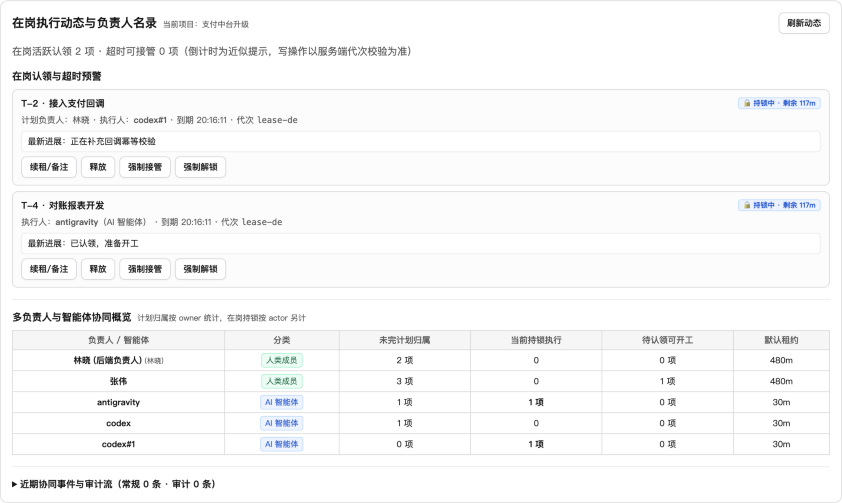 在岗执行动态与负责人名录 当前项目：支付中台升级
刷新动态
在岗活跃认领 2 项 · 超时可接管 0 项（倒计时为近似提示，写操作以服务端代次校验为准）
在岗认领与超时预警
T-2 · 接入支付回调
🔒 持锁中 · 剩余 117m
计划负责人：林晓 · 执行人：codex#1 · 到期 20:16:11 · 代次 lease-de
最新进展：正在补充回调幂等校验
续租/备注 释放 强制接管 强制解锁
T-4 · 对账报表开发
🔒 持锁中 · 剩余 117m
执行人：antigravity（AI 智能体） · 到期 20:16:11 · 代次 lease-de
最新进展：已认领，准备开工
续租/备注 释放 强制接管 强制解锁
多负责人与智能体协同概览 计划归属按 owner 统计，在岗持锁按 actor 另计
负责人 / 智能体 分类 未完计划归属 当前持锁执行 待认领可开工 默认租约
林晓 (后端负责人) (林晓) 人类成员 2 项 0 0 项 480m
张伟 人类成员 3 项 0 1 项 480m
antigravity AI 智能体 1 项 1 项 0 项 30m
codex AI 智能体 1 项 0 0 项 30m
codex#1 AI 智能体 0 项 1 项 0 项 30m
▶ 近期协同事件与审计流（常规 0 条 · 审计 0 条）